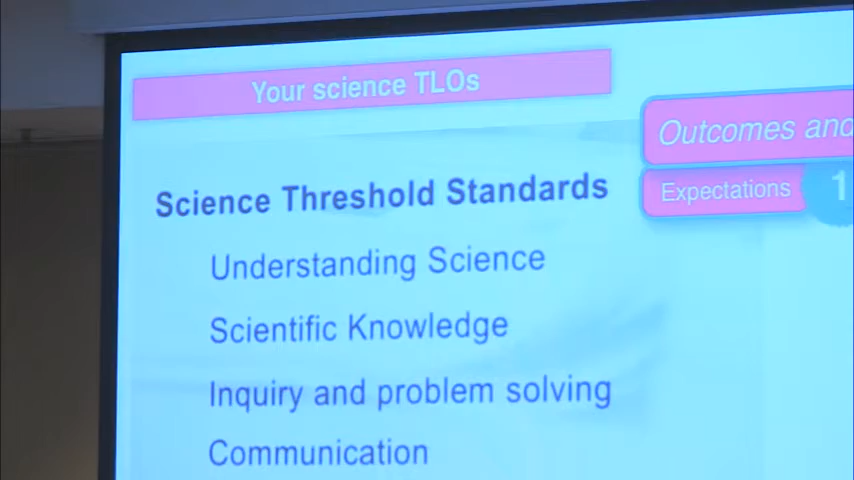 Your science TLOs
Outcomes and
Expectations 1
Science Threshold Standards
Understanding Science
Scientific Knowledge
Inquiry and problem solving
Communication